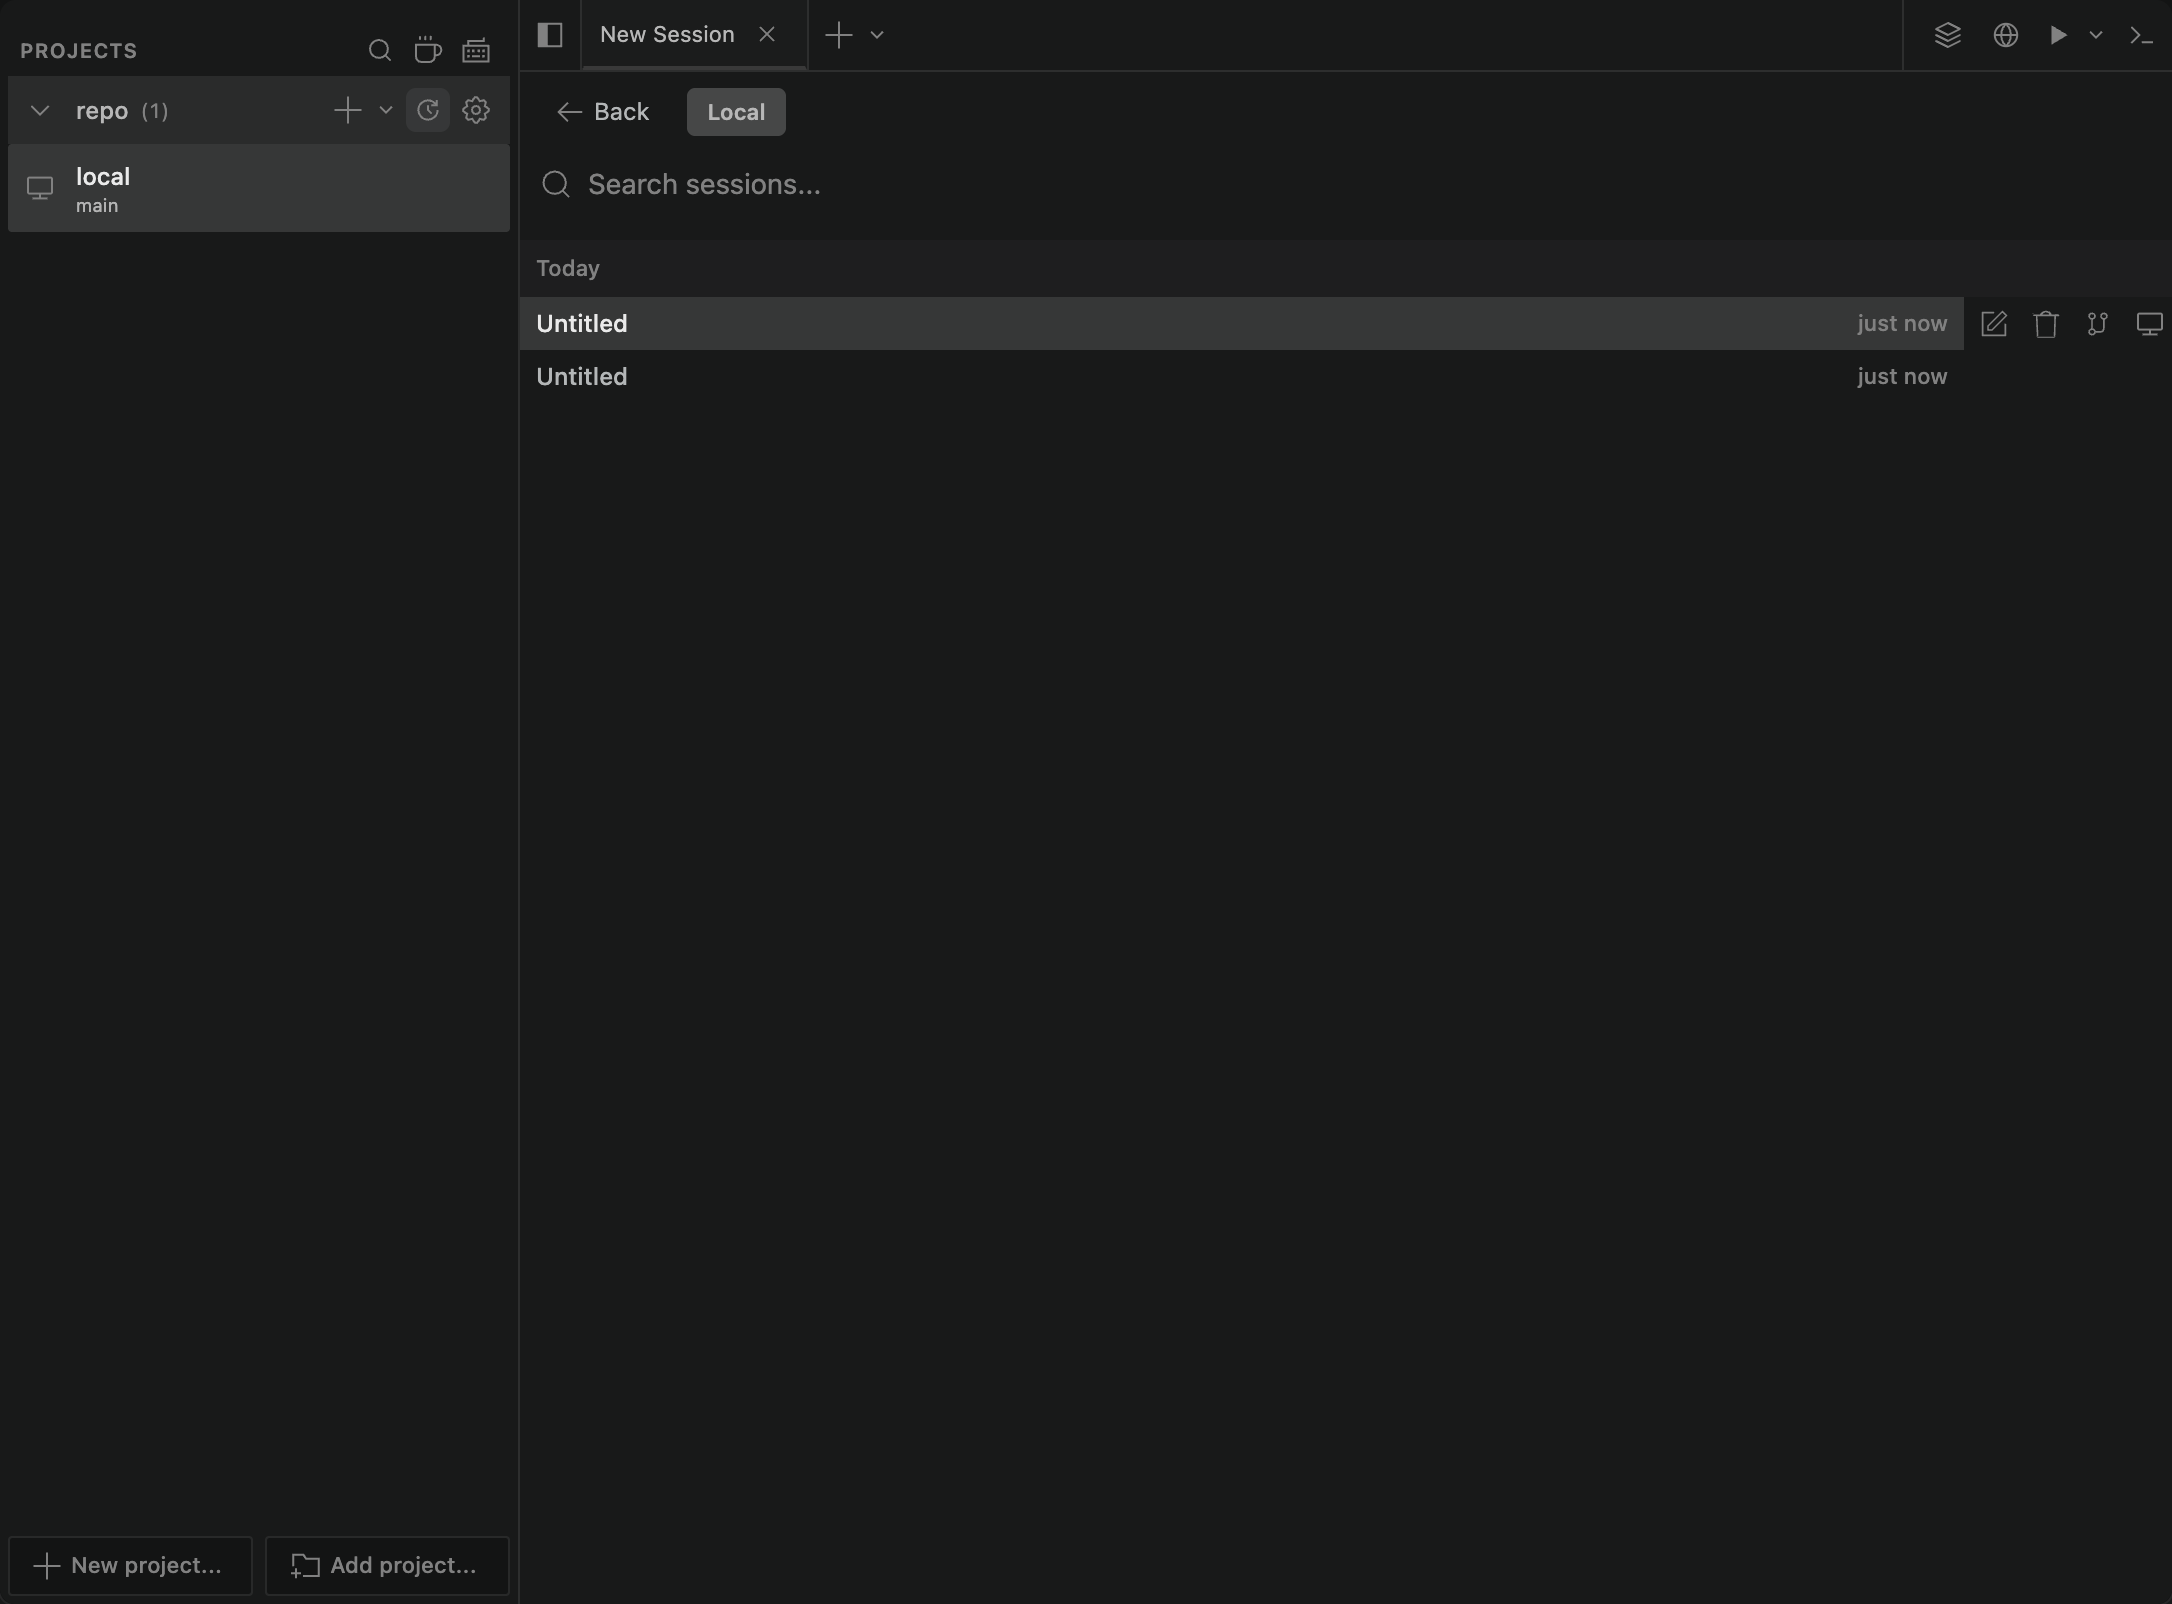 PROJECTS
repo (1)
local
main
New project...
Add project...
New Session
Back
Local
Search sessions...
Today
Untitled just now
Untitled just now